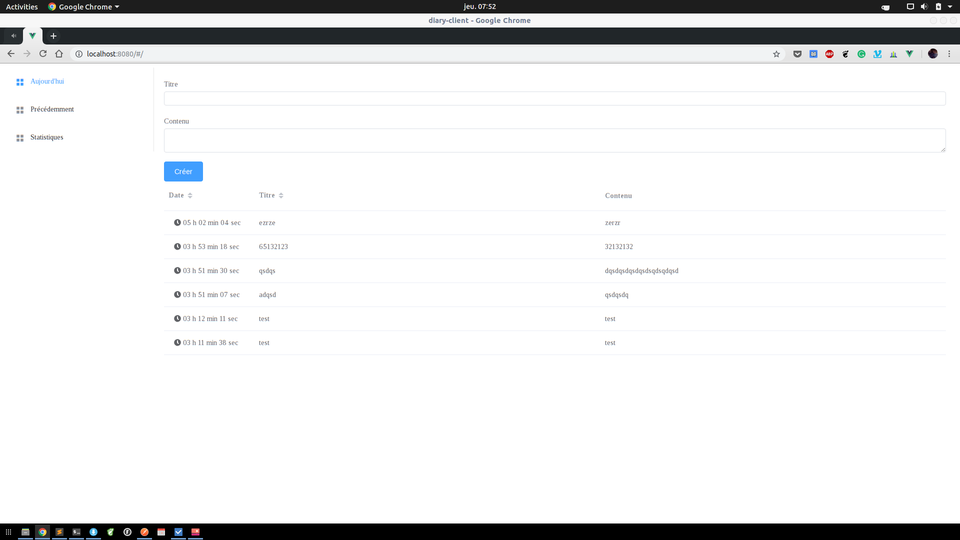 Activities Google Chrome jeu. 07:52
diary-client - Google Chrome
localhost:8080/#/
Aujourd'hui
Précédemment
Statistiques
Titre
Contenu
Créer
Date Titre Contenu
05 h 02 min 04 sec ezrze zerzr
03 h 53 min 18 sec 65132123 32132132
03 h 51 min 30 sec qsdqs dqsdqsdqsdqsdsqdsqdqsd
03 h 51 min 07 sec adqsd qsdqsdq
03 h 12 min 11 sec test test
03 h 11 min 38 sec test test